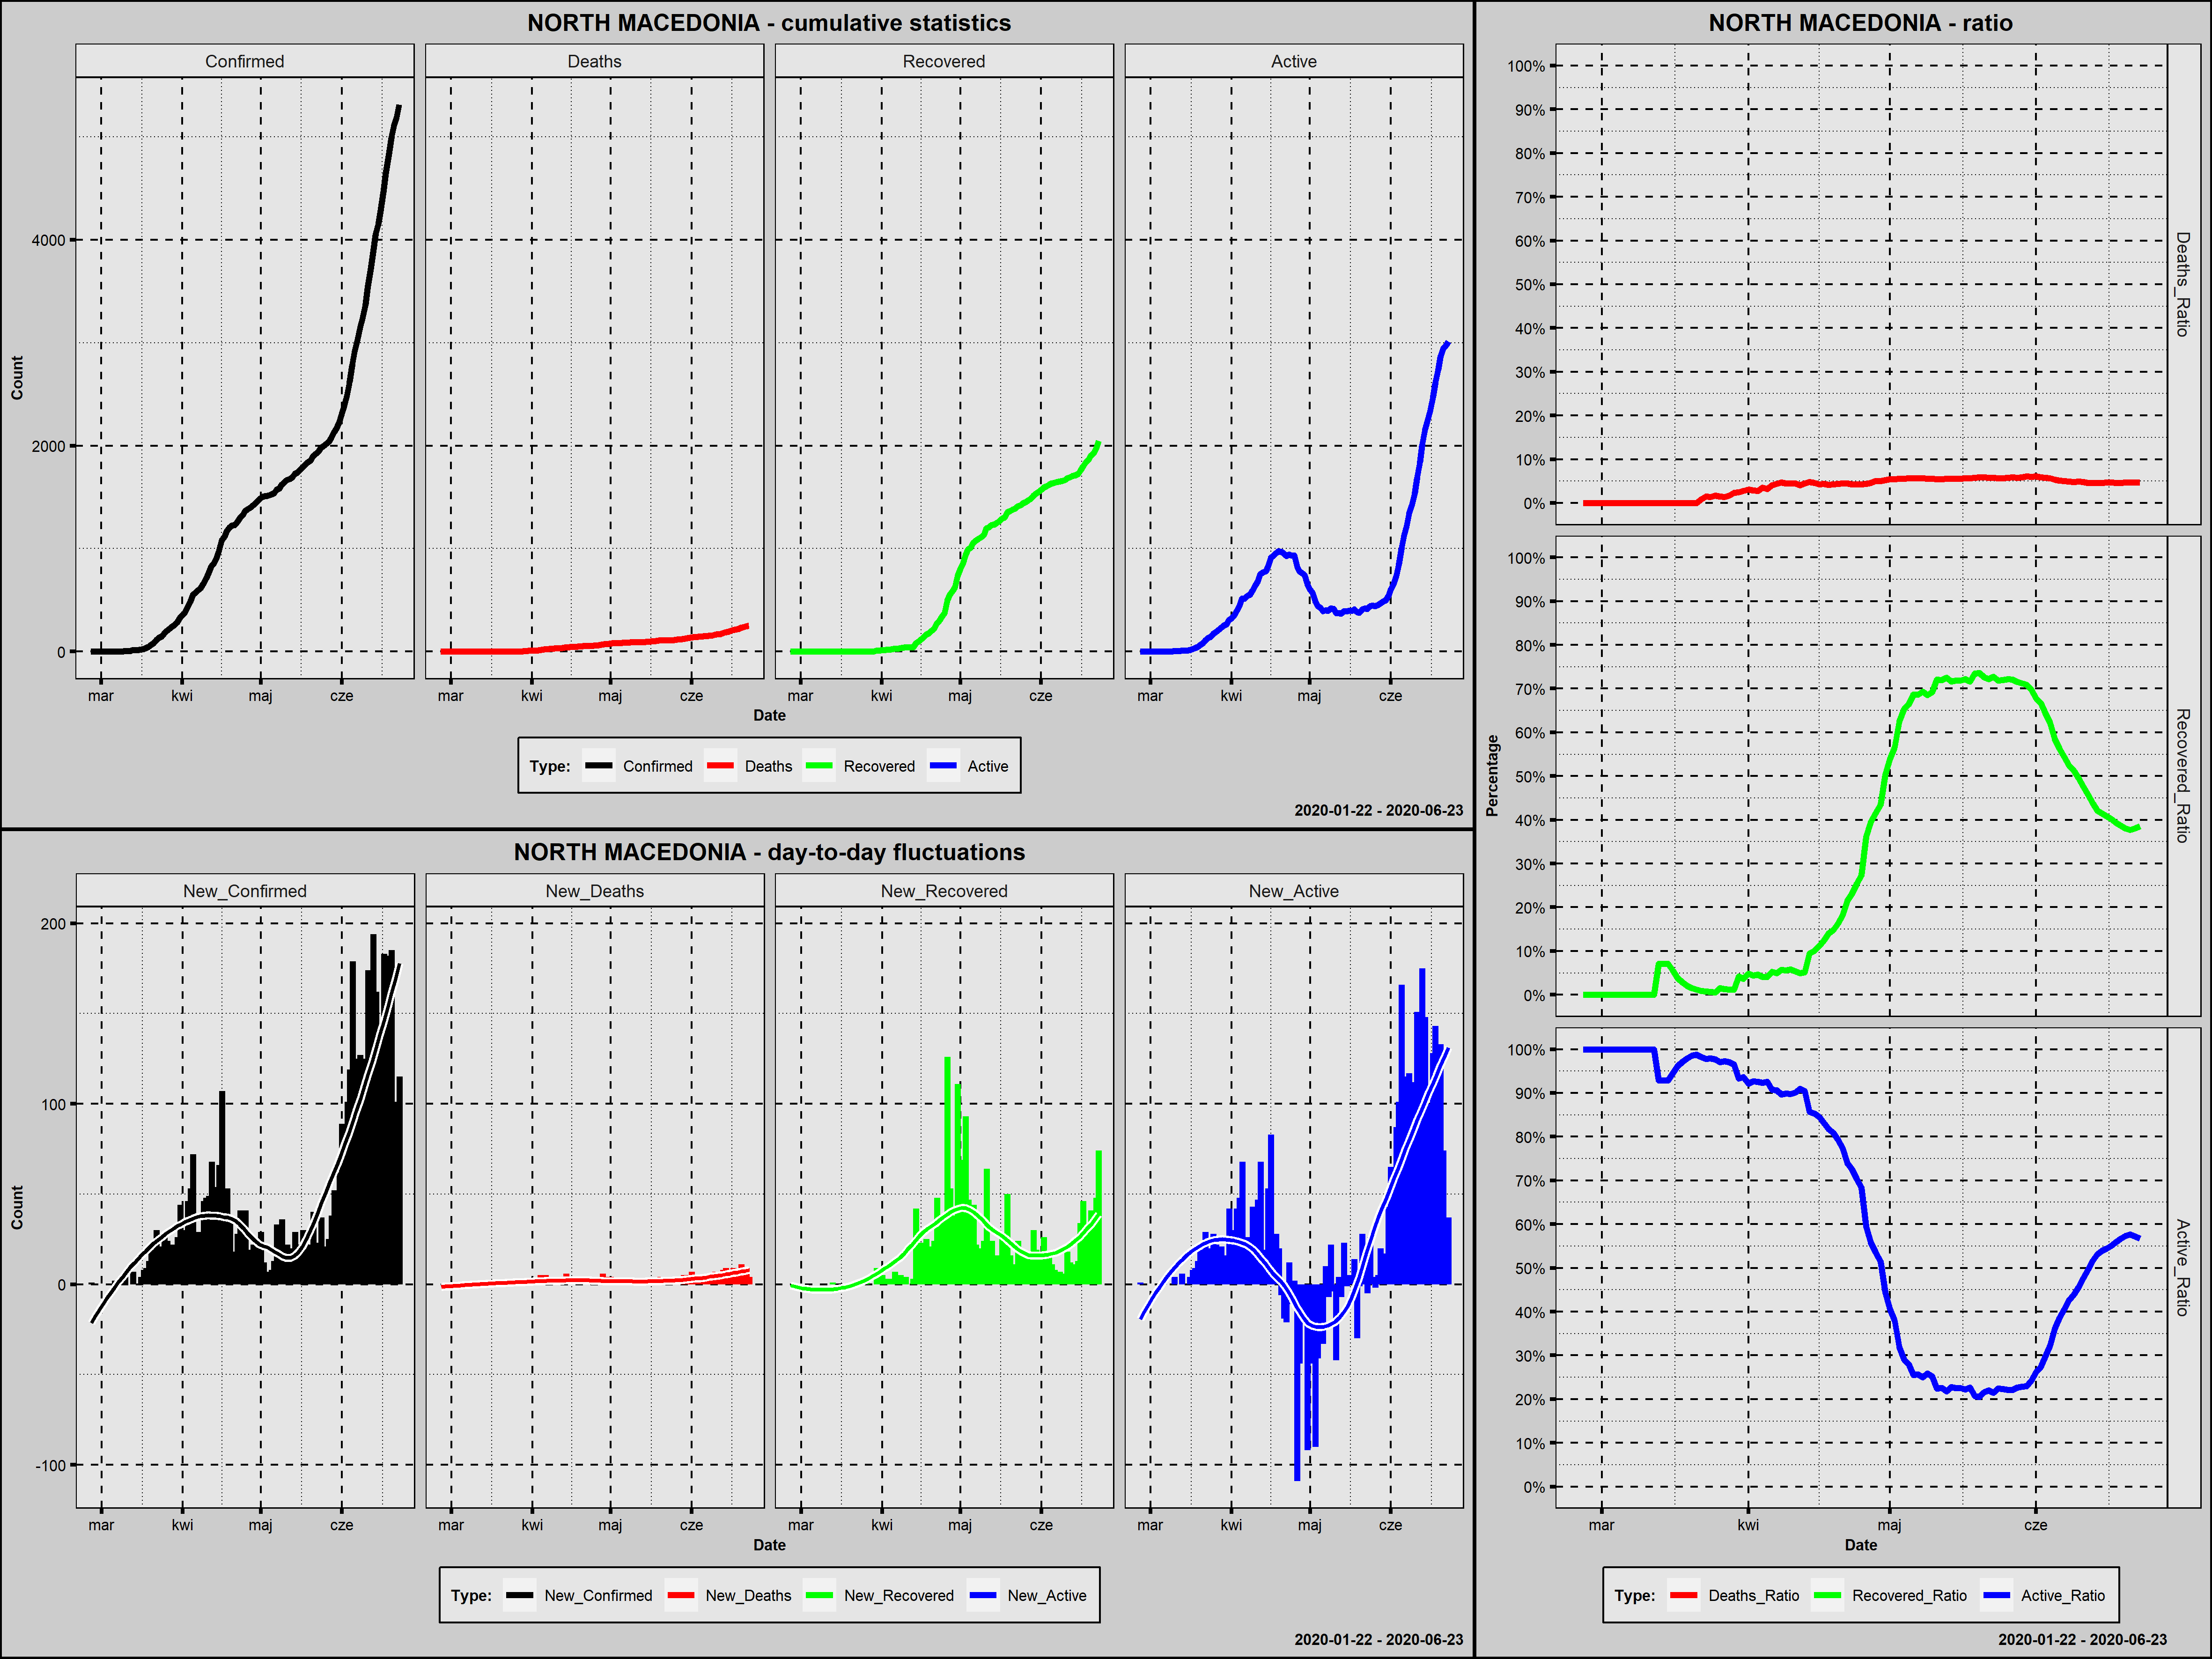 NORTH MACEDONIA - cumulative statistics
Confirmed Deaths Recovered Active
Count
4000
2000
0
mar kwi maj cze mar kwi maj cze mar kwi maj cze mar kwi maj cze
Date
Type: Confirmed Deaths Recovered Active
2020-01-22 - 2020-06-23
NORTH MACEDONIA - day-to-day fluctuations
New_Confirmed New_Deaths New_Recovered New_Active
Count
200
100
0
-100
mar kwi maj cze mar kwi maj cze mar kwi maj cze mar kwi maj cze
Date
Type: New_Confirmed New_Deaths New_Recovered New_Active
2020-01-22 - 2020-06-23
NORTH MACEDONIA - ratio
Percentage
100%
90%
80%
70%
60%
50%
40%
30%
20%
10%
0%
Deaths_Ratio
100%
90%
80%
70%
60%
50%
40%
30%
20%
10%
0%
Recovered_Ratio
100%
90%
80%
70%
60%
50%
40%
30%
20%
10%
0%
Active_Ratio
mar kwi maj cze
Date
Type: Deaths_Ratio Recovered_Ratio Active_Ratio
2020-01-22 - 2020-06-23